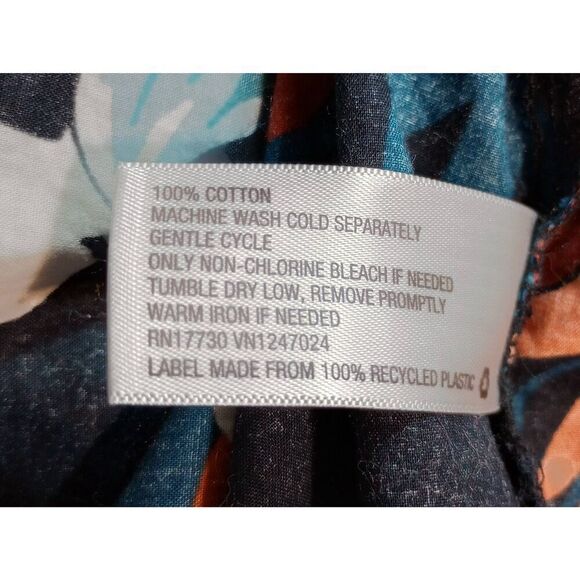 100% COTTON
MACHINE WASH COLD SEPARATELY
GENTLE CYCLE
ONLY NON-CHLORINE BLEACH IF NEEDED
TUMBLE DRY LOW, REMOVE PROMPTLY
WARM IRON IF NEEDED
RN17730 VN1247024
LABEL MADE FROM 100% RECYCLED PLASTIC